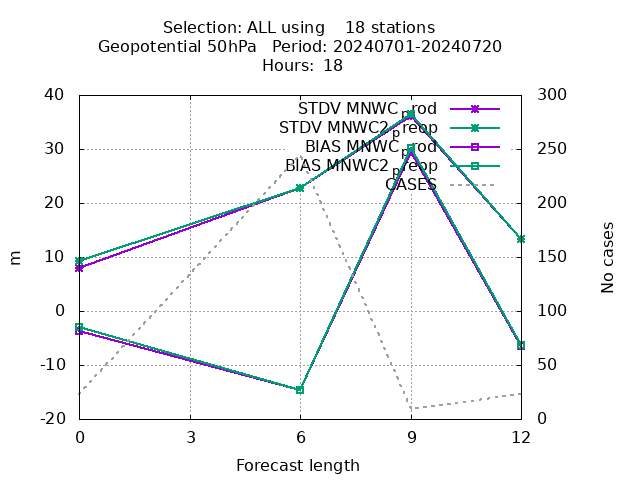 Selection: ALL using    18 stations
Geopotential 50hPa   Period: 20240701-20240720
Hours: 18
STDV MNWC_prod
STDV MNWC2_preop
BIAS MNWC_prod
BIAS MNWC2_preop
CASES
40
30
20
10
0
-10
-20
300
250
200
150
100
50
0
m
No cases
0 3 6 9 12
Forecast length